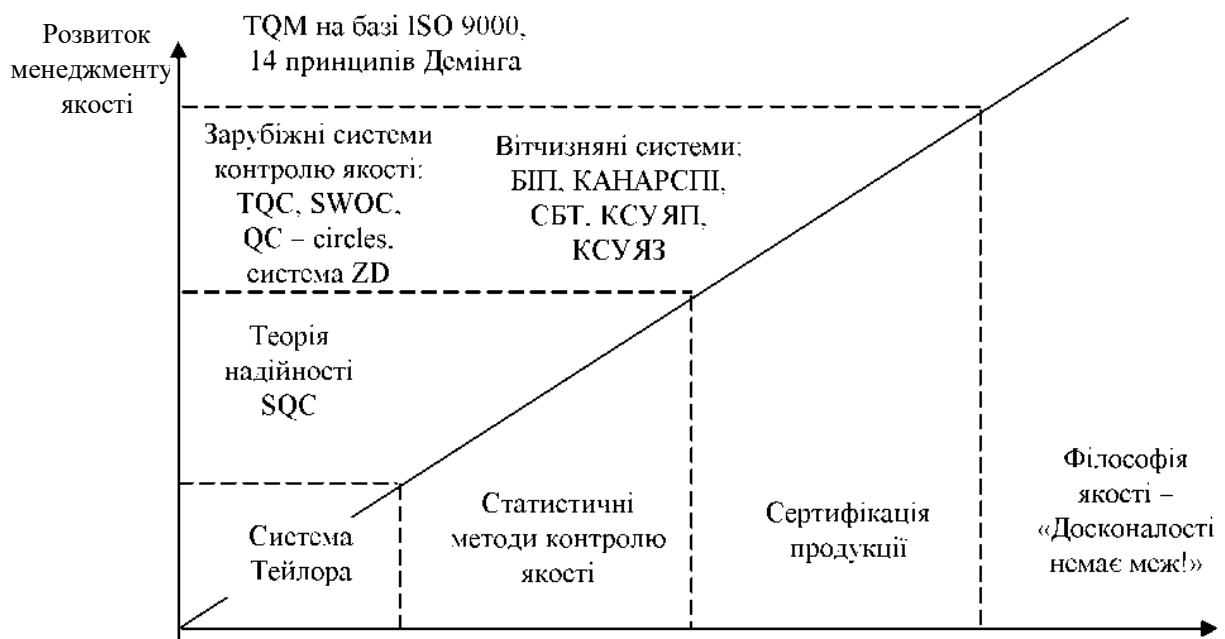 Розвиток
менеджменту
якості
TQM на базі ISO 9000,
14 принципів Демінга
Зарубіжні системи
контролю якості:
TQC, SWOC,
QC – circles,
система ZD
Вітчизняні системи:
БІП, КАНАРСПІ,
СБТ, КСУЯП,
КСУЯЗ
Теорія
надійності
SQC
Система
Тейлора
Статистичні
методи контролю
якості
Сертифікація
продукції
Філософія
якості –
«Досконалості
немає меж!»